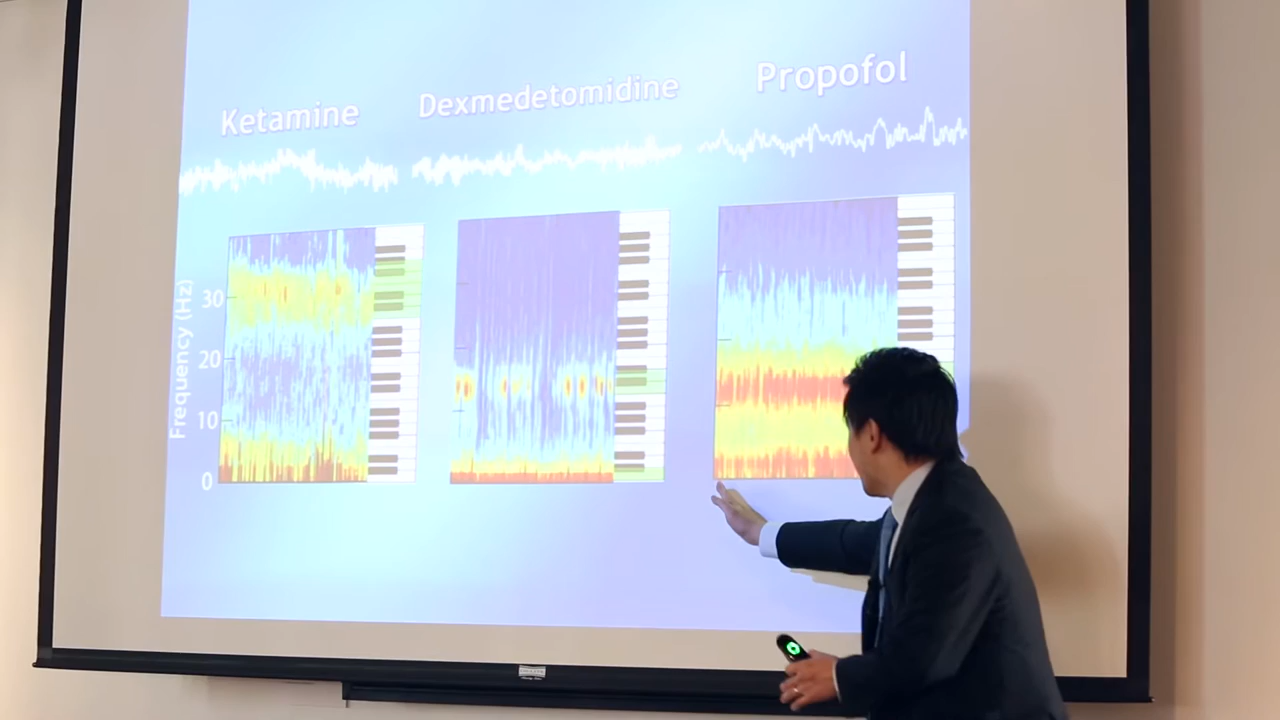 Ketamine
Dexmedetomidine
Propofol
Frequency (Hz)
30
20
10
0